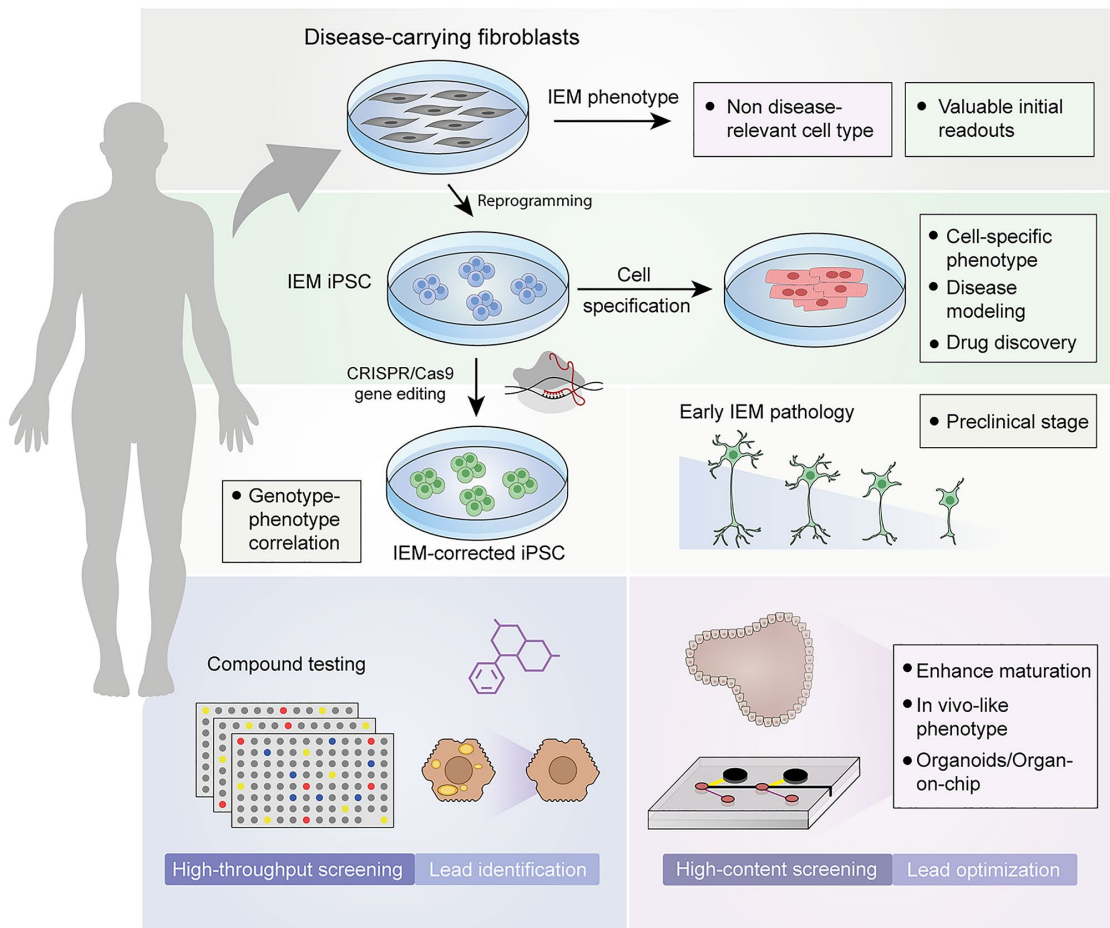 Disease-carrying fibroblasts
IEM phenotype
● Non disease-
relevant cell type
● Valuable initial
readouts
Reprogramming
IEM iPSC
Cell
specification
● Cell-specific
phenotype
● Disease
modeling
● Drug discovery
CRISPR/Cas9
gene editing
Early IEM pathology
● Preclinical stage
● Genotype-
phenotype
correlation
IEM-corrected iPSC
Compound testing
● Enhance maturation
● In vivo-like
phenotype
● Organoids/Organ-
on-chip
High-throughput screening
Lead identification
High-content screening
Lead optimization